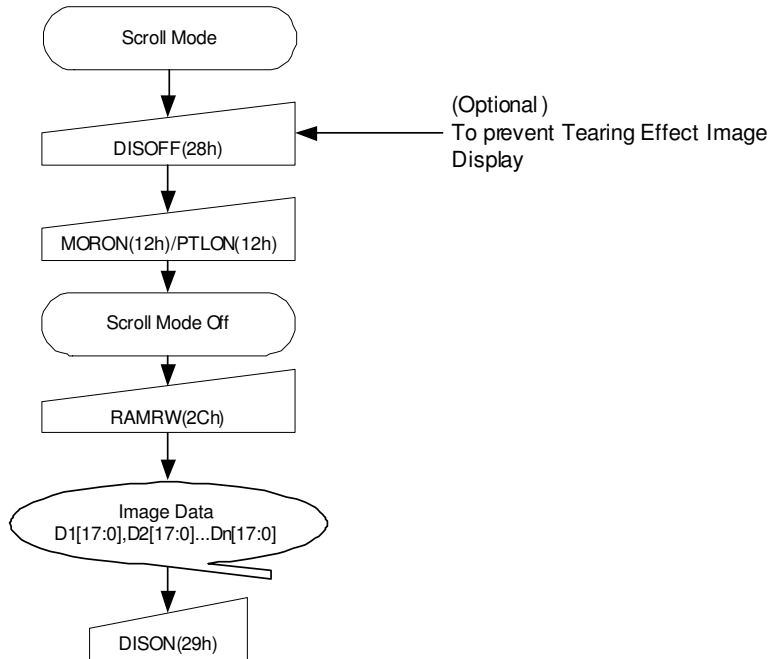 Scroll Mode
(Optional)
To prevent Tearing Effect Image
Display
DISOFF(28h)
MORON(12h)/PTLON(12h)
Scroll Mode Off
RAMRW(2Ch)
Image Data
D1[17:0],D2[17:0]...Dn[17:0]
DISON(29h)